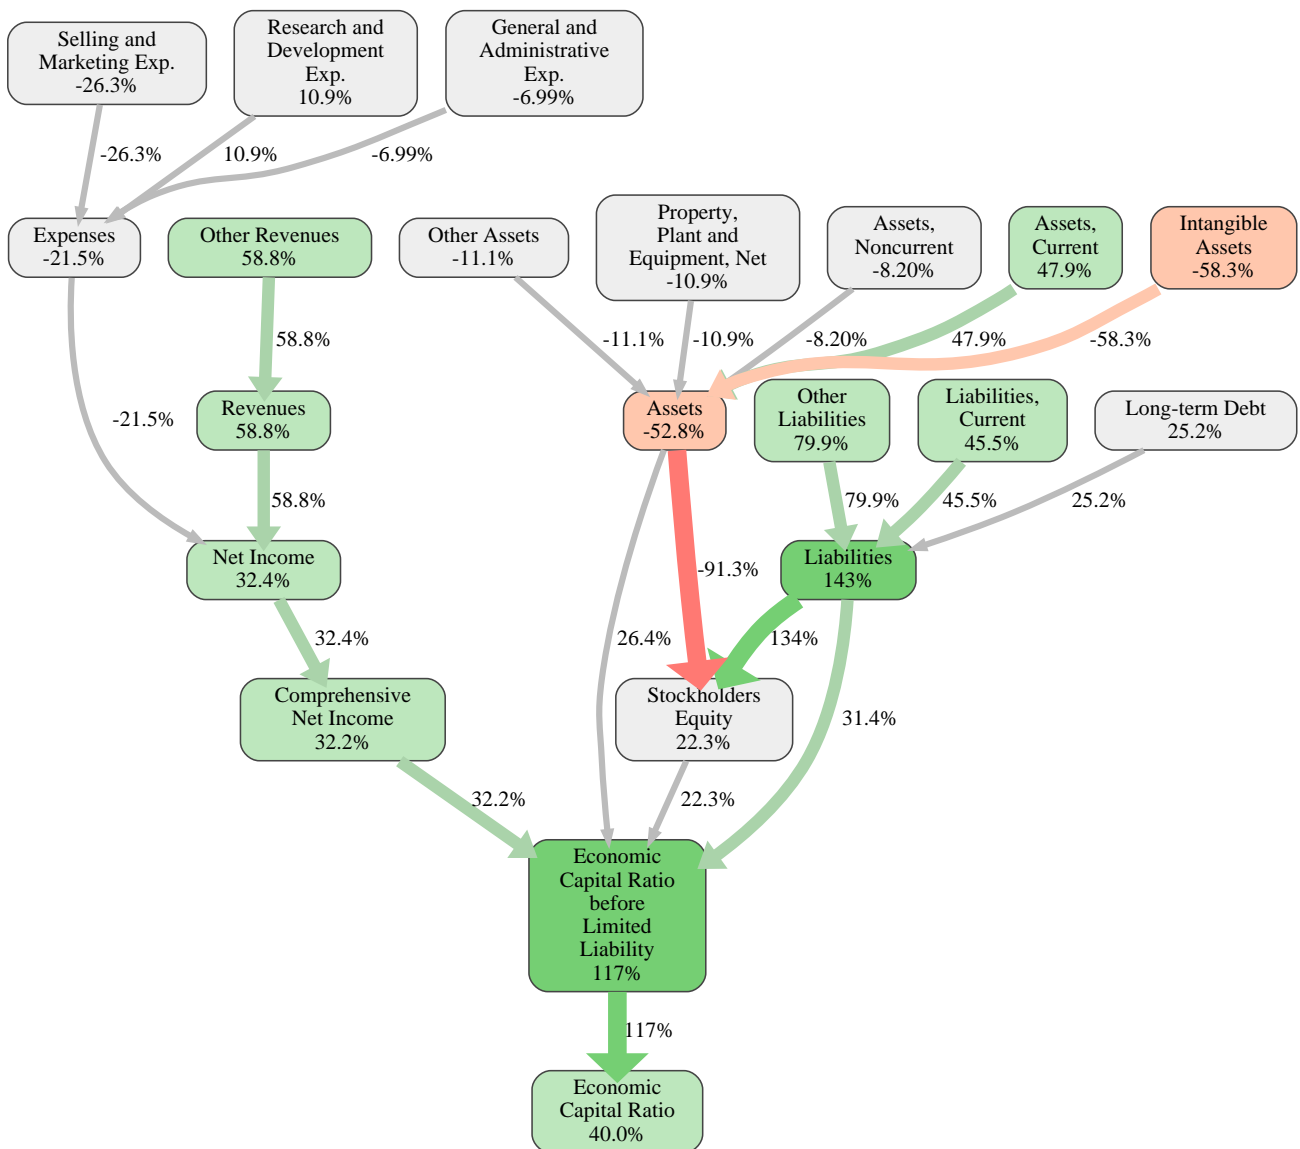 Selling and
Marketing Exp.
-26.3%
Research and
Development
Exp.
10.9%
General and
Administrative
Exp.
-6.99%
-26.3%
10.9%
-6.99%
Expenses
-21.5%
Other Revenues
58.8%
Other Assets
-11.1%
Property,
Plant and
Equipment, Net
-10.9%
Assets,
Noncurrent
-8.20%
Assets,
Current
47.9%
Intangible
Assets
-58.3%
58.8%
-11.1%
-10.9%
-8.20%
47.9%
-58.3%
-21.5%
Revenues
58.8%
Assets
-52.8%
Other
Liabilities
79.9%
Liabilities,
Current
45.5%
Long-term Debt
25.2%
58.8%
79.9%
45.5%
25.2%
Net Income
32.4%
-91.3%
Liabilities
143%
32.4%
26.4%
134%
Comprehensive
Net Income
32.2%
Stockholders
Equity
22.3%
31.4%
32.2%
22.3%
Economic
Capital Ratio
before
Limited
Liability
117%
117%
Economic
Capital Ratio
40.0%